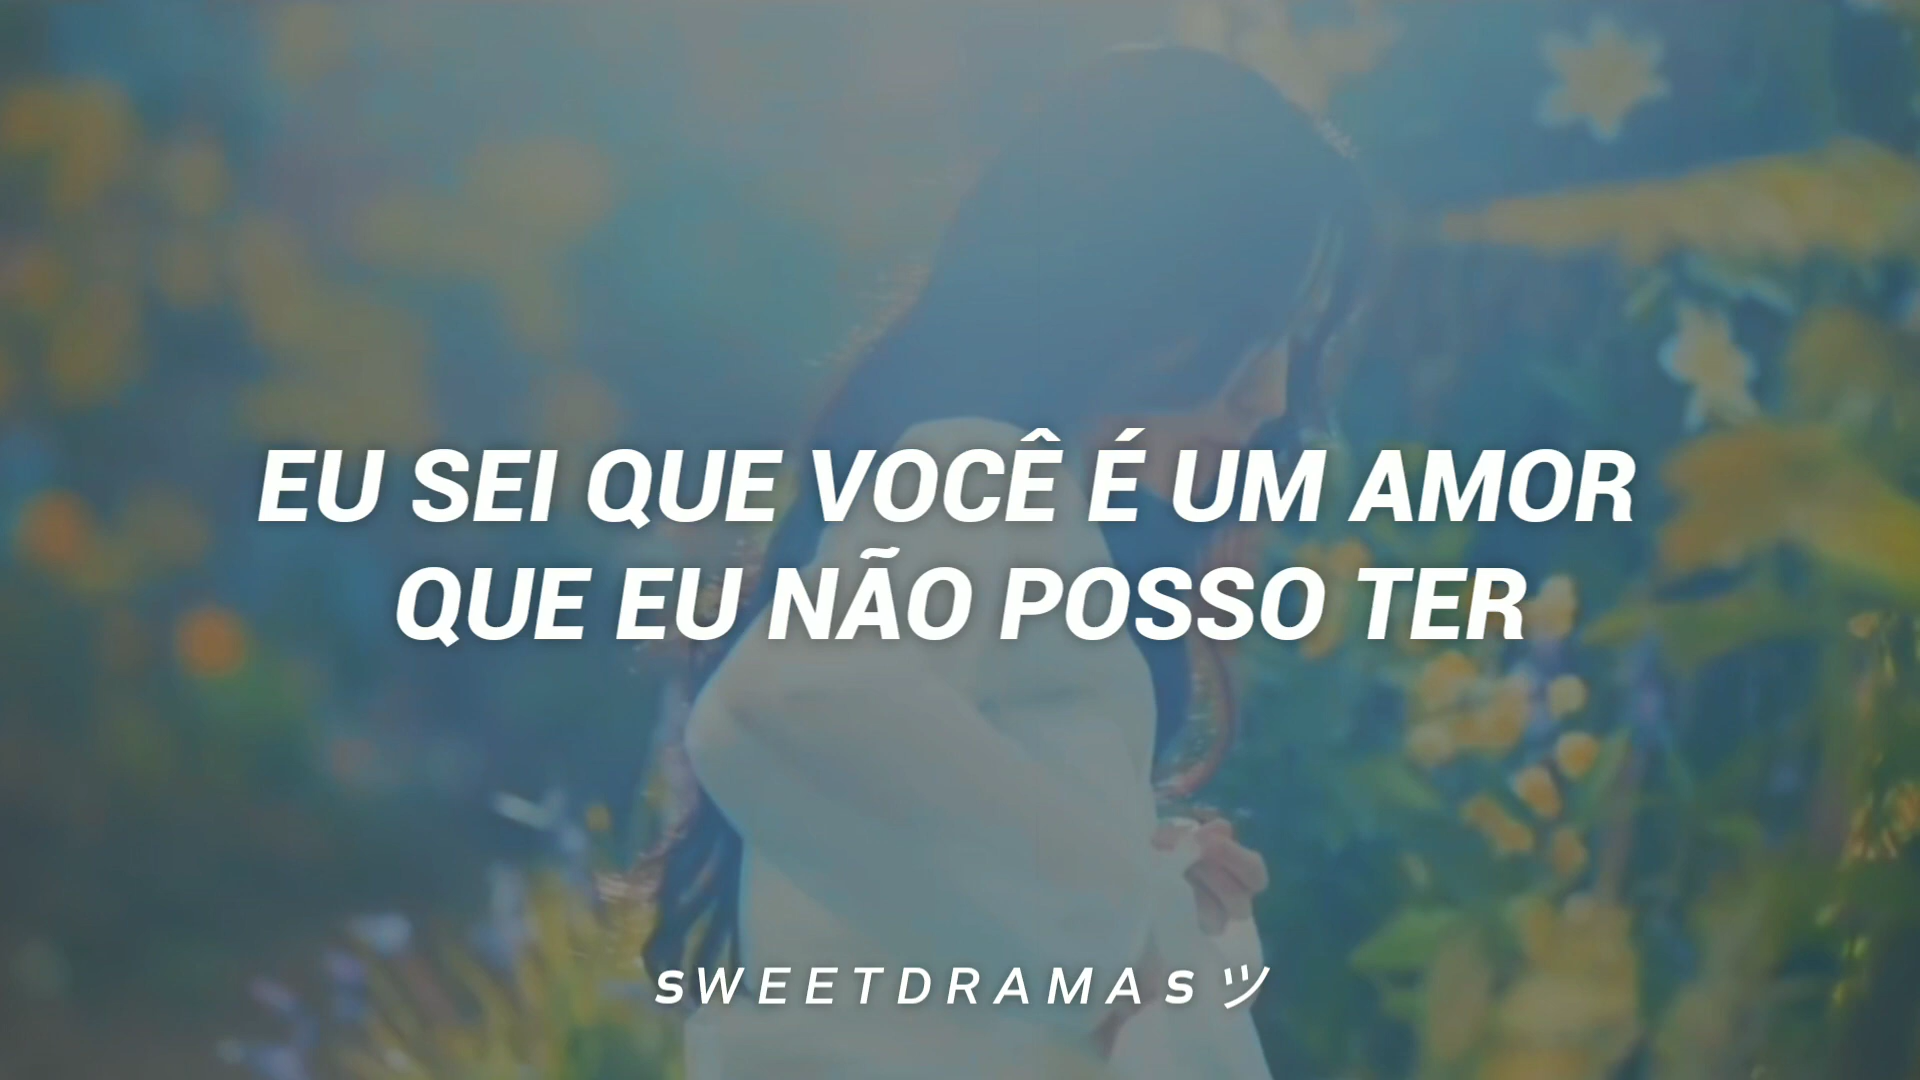 EU SEI QUE VOCÊ É UM AMOR
QUE EU NÃO POSSO TER
SWEETDRAMASツ